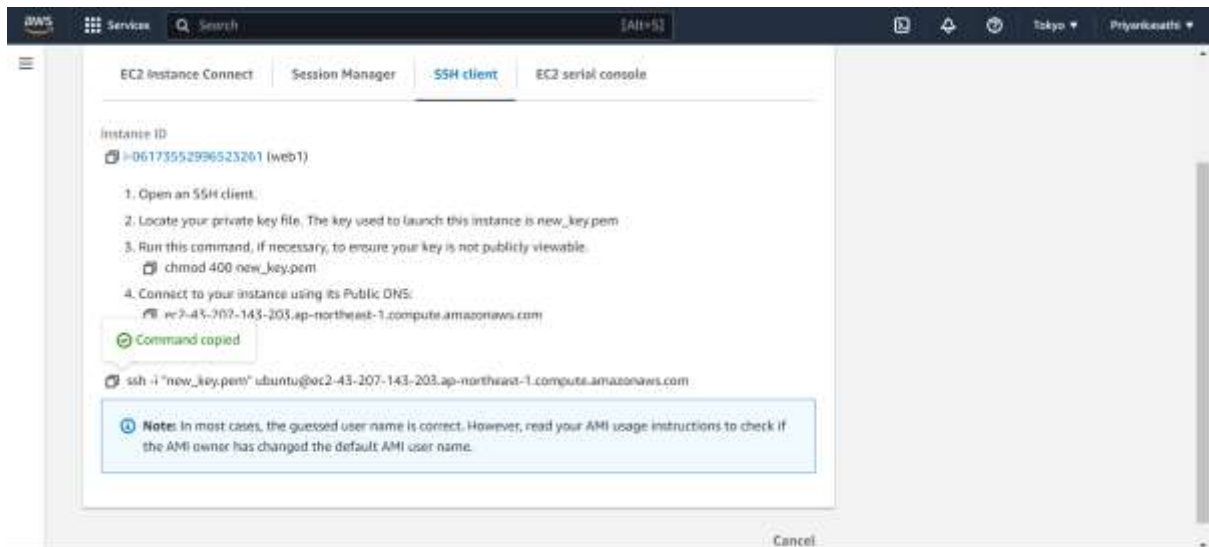 aws
Services
Search
[Alt+S]
Tokyo
Priyankasathi
EC2 Instance Connect
Session Manager
SSH client
EC2 serial console
Instance ID
i-06173552996523261 (web1)
1. Open an SSH client.
2. Locate your private key file. The key used to launch this instance is new_key.pem
3. Run this command, if necessary, to ensure your key is not publicly viewable.
chmod 400 new_key.pem
4. Connect to your instance using its Public DNS:
ec2-43-207-143-203.ap-northeast-1.compute.amazonaws.com
Command copied
ssh -i "new_key.pem" ubuntu@ec2-43-207-143-203.ap-northeast-1.compute.amazonaws.com
Note: In most cases, the guessed user name is correct. However, read your AMI usage instructions to check if
the AMI owner has changed the default AMI user name.
Cancel